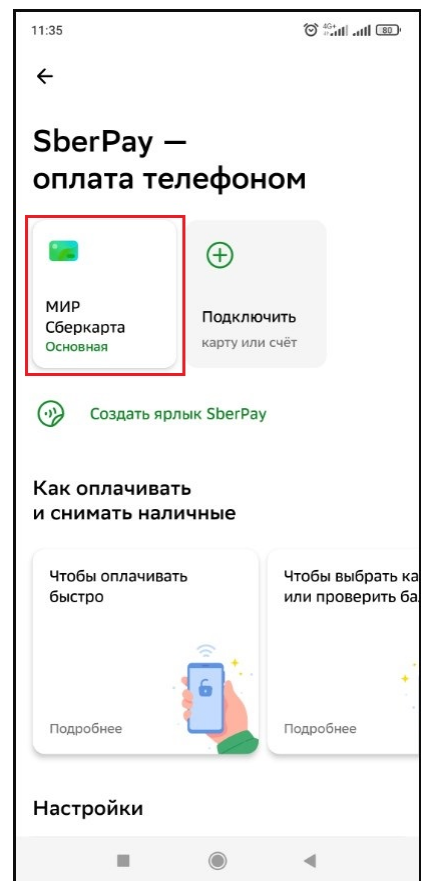 11:35
4G+
80
SberPay —
оплата телефоном
МИР
Сберкарта
Основная
Подключить
карту или счёт
Создать ярлык SberPay
Как оплачивать
и снимать наличные
Чтобы оплачивать
быстро
Подробнее
Чтобы выбрать ка
или проверить ба
Подробнее
Настройки